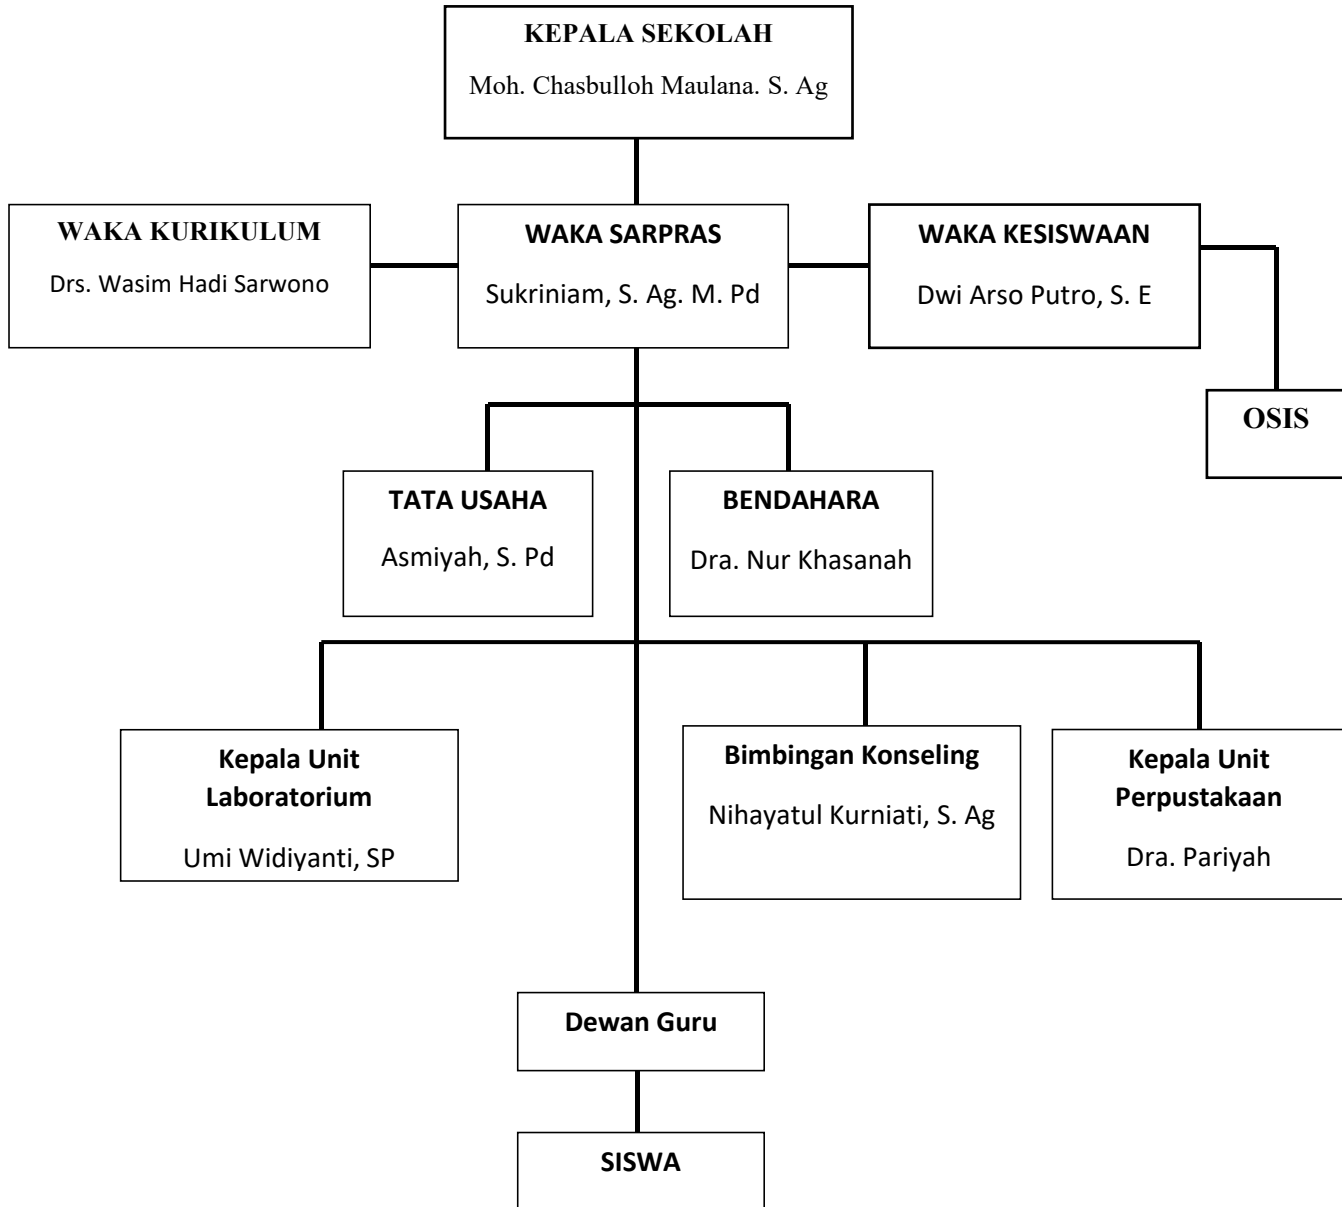 KEPALA SEKOLAH
Moh. Chasbulloh Maulana. S. Ag
WAKA KURIKULUM
Drs. Wasim Hadi Sarwono
WAKA SARPRAS
Sukriniam, S. Ag. M. Pd
WAKA KESISWAAN
Dwi Arso Putro, S. E
OSIS
TATA USAHA
Asmiyah, S. Pd
BENDAHARA
Dra. Nur Khasanah
Kepala Unit
Laboratorium
Umi Widiyanti, SP
Bimbingan Konseling
Nihayatul Kurniati, S. Ag
Kepala Unit
Perpustakaan
Dra. Pariyah
Dewan Guru
SISWA